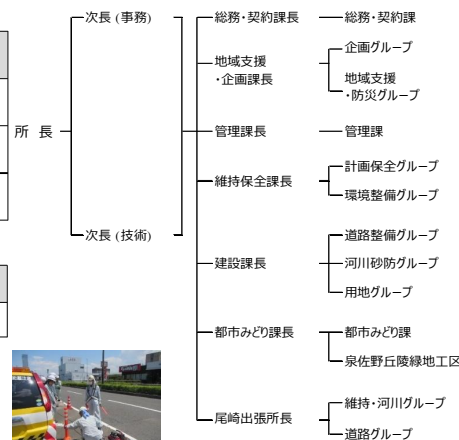 所 長
次長 (事務)
次長 (技術)
総務・契約課長
総務・契約課
地域支援
・企画課長
企画グループ
地域支援
・防災グループ
管理課長
管理課
維持保全課長
計画保全グループ
環境整備グループ
建設課長
道路整備グループ
河川砂防グループ
用地グループ
都市みどり課長
都市みどり課
泉佐野丘陵緑地工区
尾崎出張所長
維持・河川グループ
道路グループ